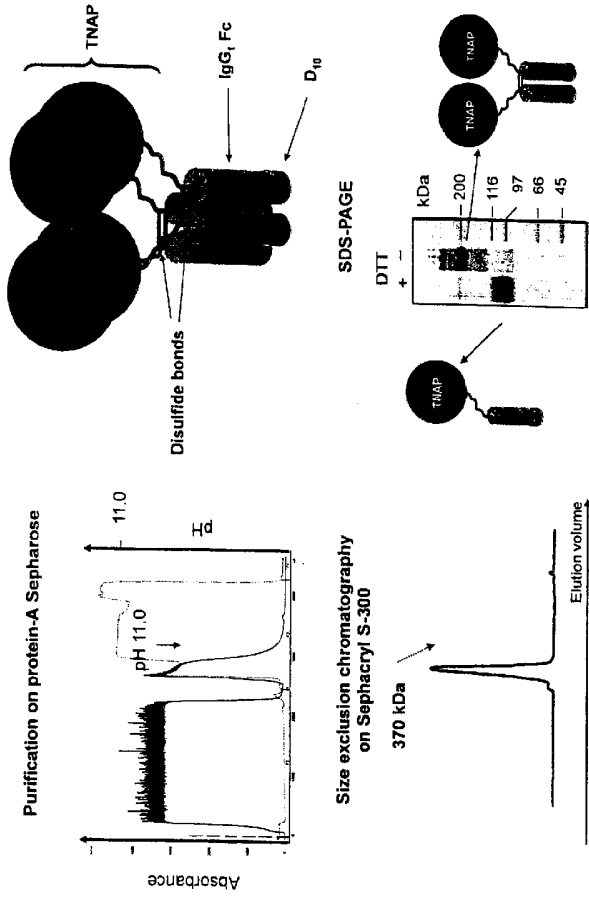 Purification on protein-A Sepharose
Absorbance
pH 11.0
11.0
pH
TNAP
IgG₁ Fc
D₁₀
Disulfide bonds
Size exclusion chromatography
on Sephacryl S-300
370 kDa
Elution volume
SDS-PAGE
DTT
+ –
kDa
200
116
97
66
45
TNAP
TNAP
TNAP